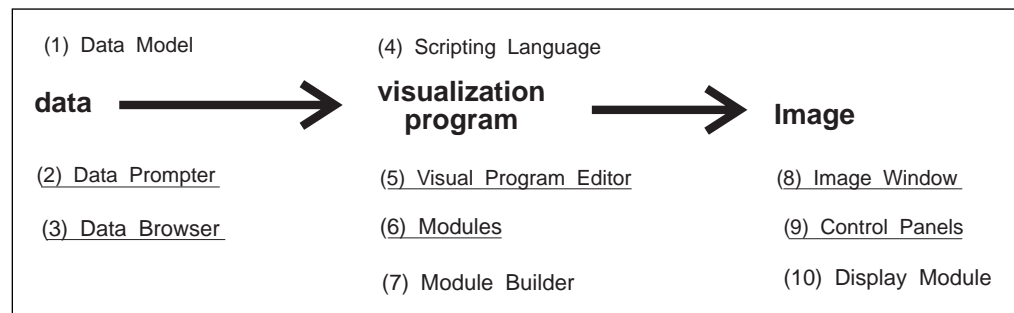 (1) Data Model
(4) Scripting Language
data
visualization
program
Image
(2) Data Prompter
(5) Visual Program Editor
(8) Image Window
(3) Data Browser
(6) Modules
(9) Control Panels
(7) Module Builder
(10) Display Module